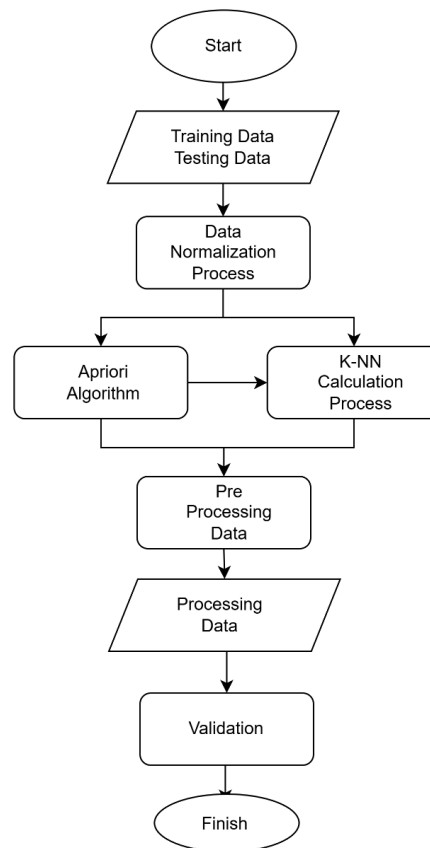 Start
Training Data
Testing Data
Data
Normalization
Process
Apriori
Algorithm
K-NN
Calculation
Process
Pre
Processing
Data
Processing
Data
Validation
Finish